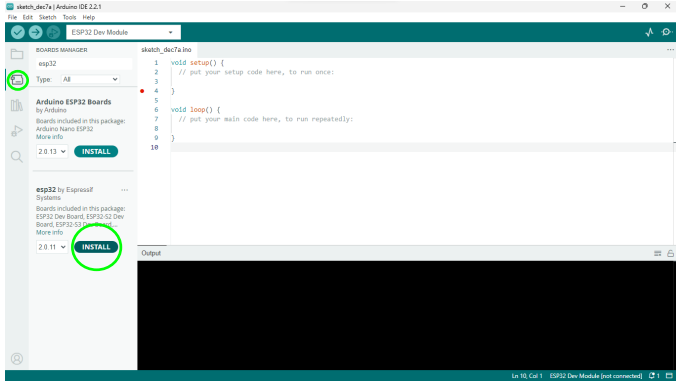 sketch_dec7a | Arduino IDE 2.2.1
File Edit Sketch Tools Help
ESP32 Dev Module
BOARDS MANAGER
esp32
Type: All
Arduino ESP32 Boards
by Arduino
Boards included in this package:
Arduino Nano ESP32
More info
2.0.13 INSTALL
esp32 by Espressif
Systems
Boards included in this package:
ESP32 Dev Board, ESP32-S2 Dev
Board, ESP32-S3 Dev Board,...
More info
2.0.11 INSTALL
sketch_dec7a.ino
1 void setup() {
2 // put your setup code here, to run once:
3
4 }
5
6 void loop() {
7 // put your main code here, to run repeatedly:
8
9 }
10
Output
Ln 10, Col 1 ESP32 Dev Module [not connected] 1